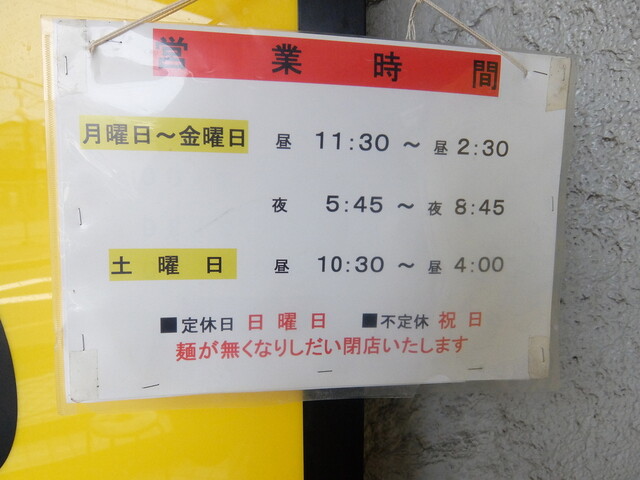 営業時間
月曜日～金曜日 昼 11:30 ～ 昼 2:30
夜 5:45 ～ 夜 8:45
土曜日 昼 10:30 ～ 昼 4:00
■定休日 日曜日 ■不定休 祝日
麺が無くなりしだい閉店いたします